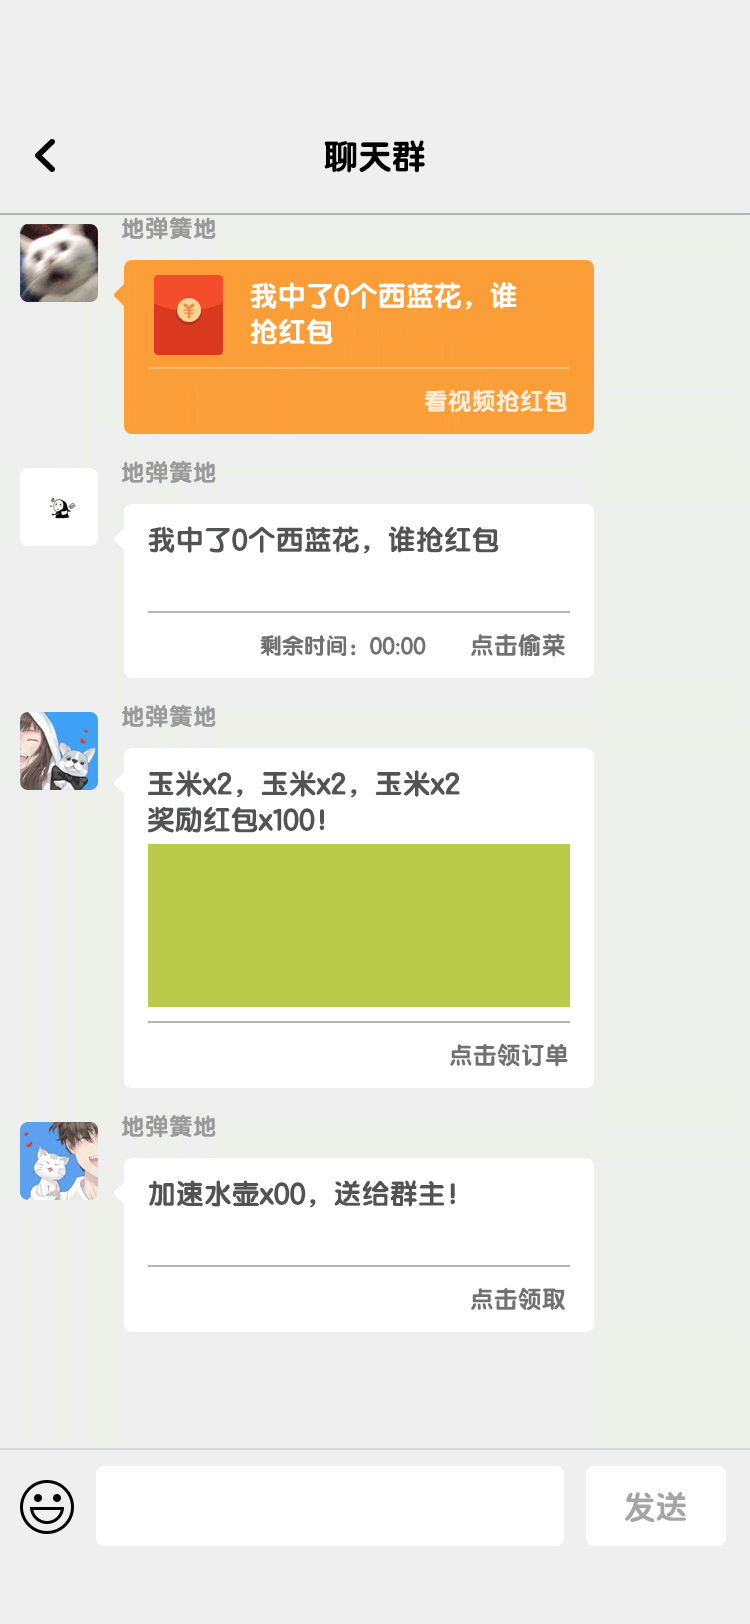 聊天群
地弹簧地
我中了0个西蓝花，谁
抢红包
¥
看视频抢红包
地弹簧地
我中了0个西蓝花，谁抢红包
剩余时间：00:00 点击偷菜
地弹簧地
玉米x2，玉米x2，玉米x2
奖励红包x100！
点击领订单
地弹簧地
加速水壶x00，送给群主！
点击领取
发送